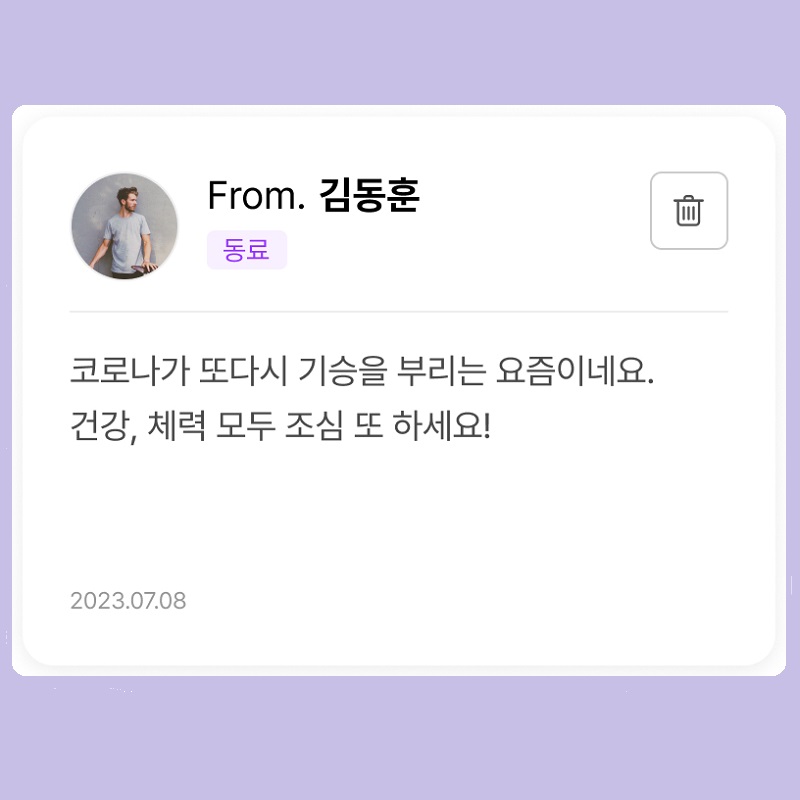 From. 김동훈
동료
코로나가 또다시 기승을 부리는 요즘이네요.
건강, 체력 모두 조심 또 하세요!
2023.07.08